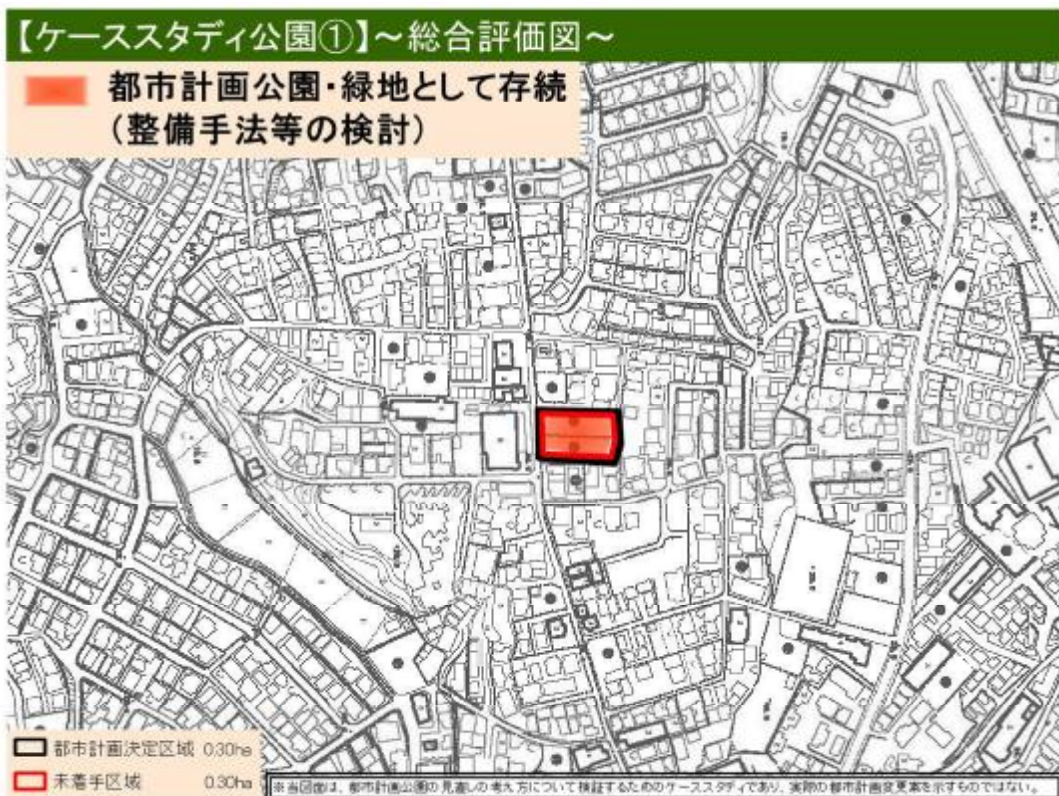 【ケーススタディ公園①】～総合評価図～
都市計画公園・緑地として存続
（整備手法等の検討）
都市計画決定区域 0.30ha
未着手区域 0.30ha
※当図面は、都市計画公園の見直しの考え方について検証するためのケーススタディであり、実際の都市計画変更案を示すものではない。